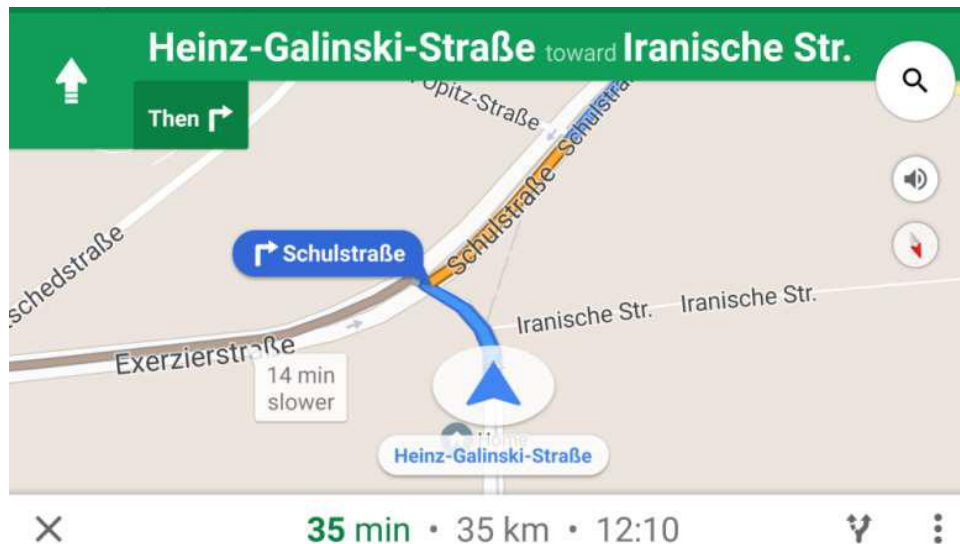 Heinz-Galinski-Straße toward Iranische Str.
Then
Opitz-Straße
Schulstraße
Schulstraße
Schulstraße
schedstraße
Iranische Str.
Iranische Str.
Exerzierstraße
14 min
slower
Home
Heinz-Galinski-Straße
35 min • 35 km • 12:10